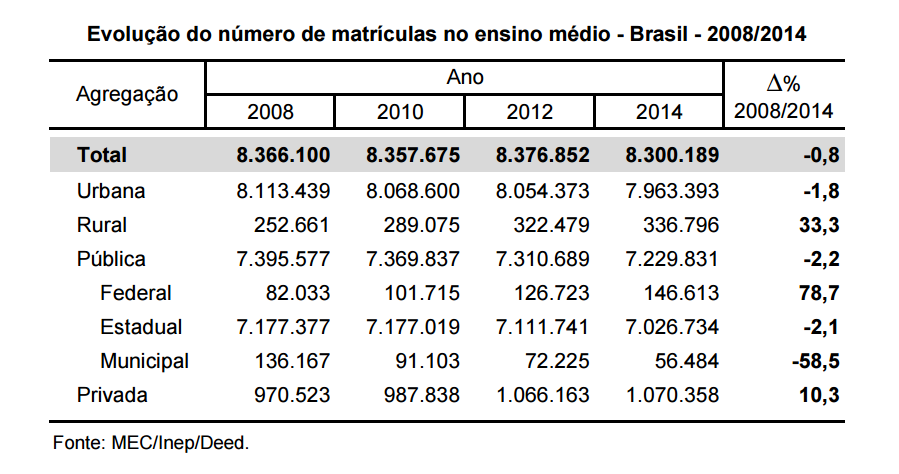 Evolução do número de matrículas no ensino médio - Brasil - 2008/2014
Agregação Ano Δ% 2008/2014
2008 2010 2012 2014
Total 8.366.100 8.357.675 8.376.852 8.300.189 -0,8
Urbana 8.113.439 8.068.600 8.054.373 7.963.393 -1,8
Rural 252.661 289.075 322.479 336.796 33,3
Pública 7.395.577 7.369.837 7.310.689 7.229.831 -2,2
Federal 82.033 101.715 126.723 146.613 78,7
Estadual 7.177.377 7.177.019 7.111.741 7.026.734 -2,1
Municipal 136.167 91.103 72.225 56.484 -58,5
Privada 970.523 987.838 1.066.163 1.070.358 10,3
Fonte: MEC/Inep/Deed.